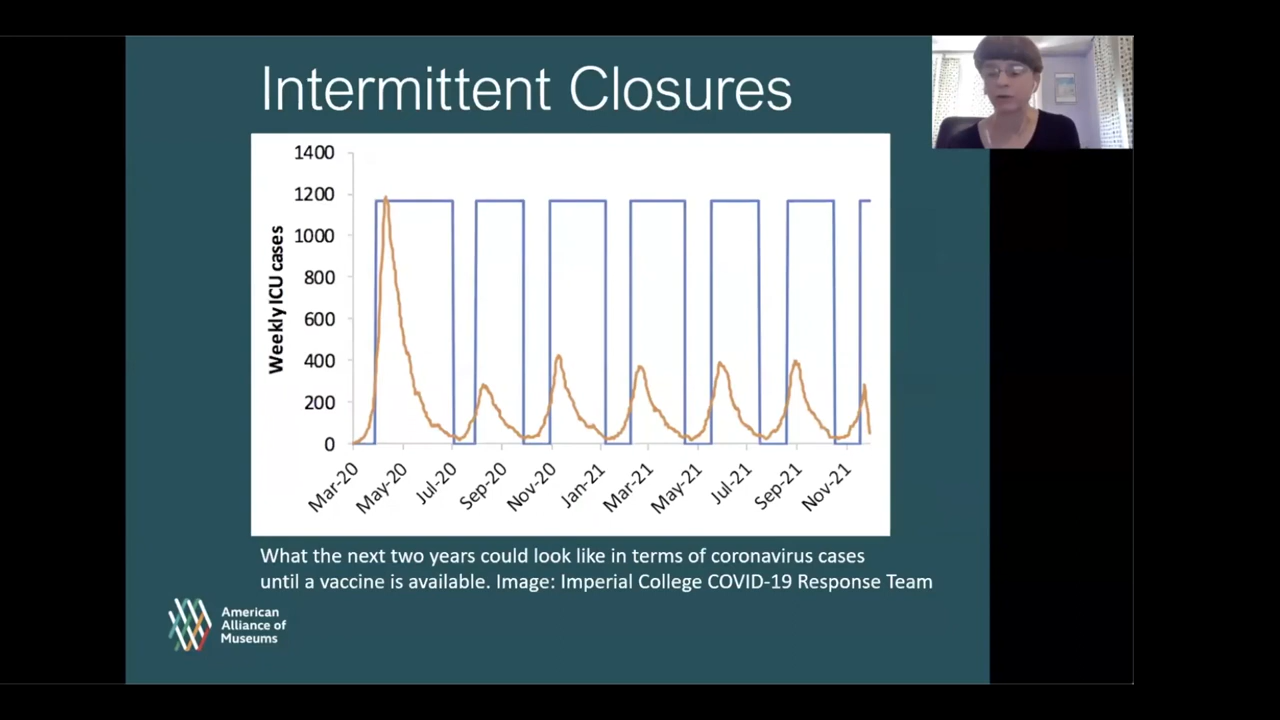 Intermittent Closures
1400
1200
1000
800
600
400
200
0
Weekly ICU cases
Mar-20
May-20
Jul-20
Sep-20
Nov-20
Jan-21
Mar-21
May-21
Jul-21
Sep-21
Nov-21
What the next two years could look like in terms of coronavirus cases
until a vaccine is available. Image: Imperial College COVID-19 Response Team
American
Alliance of
Museums